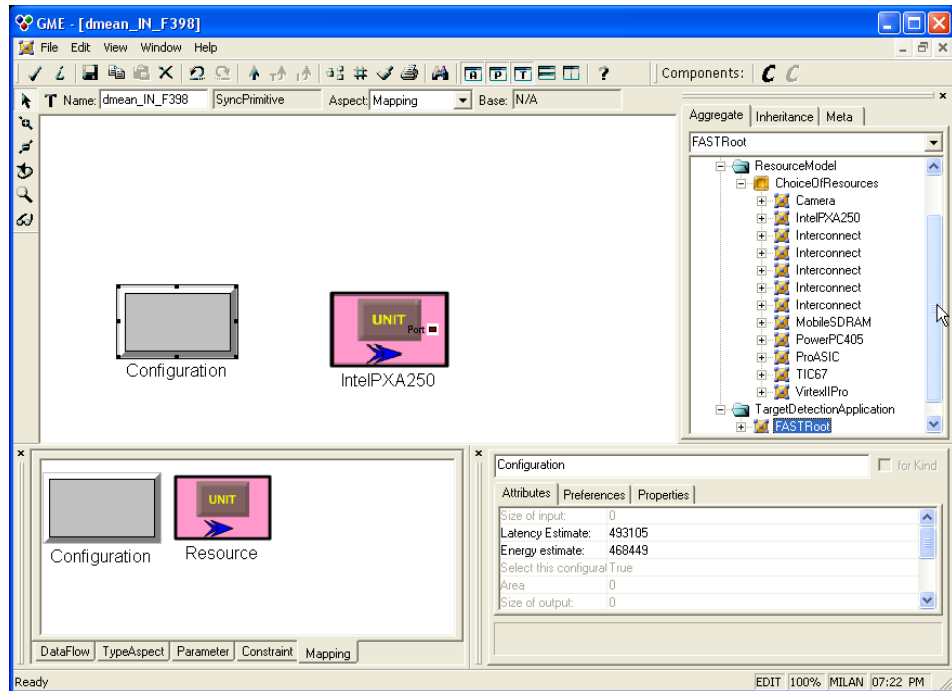 GME - [dmean_IN_F398]
File Edit View Window Help
Components:
Name: dmean_IN_F398 SyncPrimitive Aspect: Mapping Base: N/A
Configuration
UNIT
Port
IntelPXA250
Aggregate Inheritance Meta
FASTRoot
ResourceModel
ChoiceOfResources
Camera
IntelPXA250
Interconnect
Interconnect
Interconnect
Interconnect
Interconnect
MobileSDRAM
PowerPC405
ProASIC
TIC67
VirtexIIPro
TargetDetectionApplication
FASTRoot
Configuration
UNIT
Resource
DataFlow TypeAspect Parameter Constraint Mapping
Configuration for Kind
Attributes Preferences Properties
Size of input: 0
Latency Estimate: 493105
Energy estimate: 468449
Select this configural True
Area 0
Size of output: 0
Ready EDIT 100% MILAN 07:22 PM